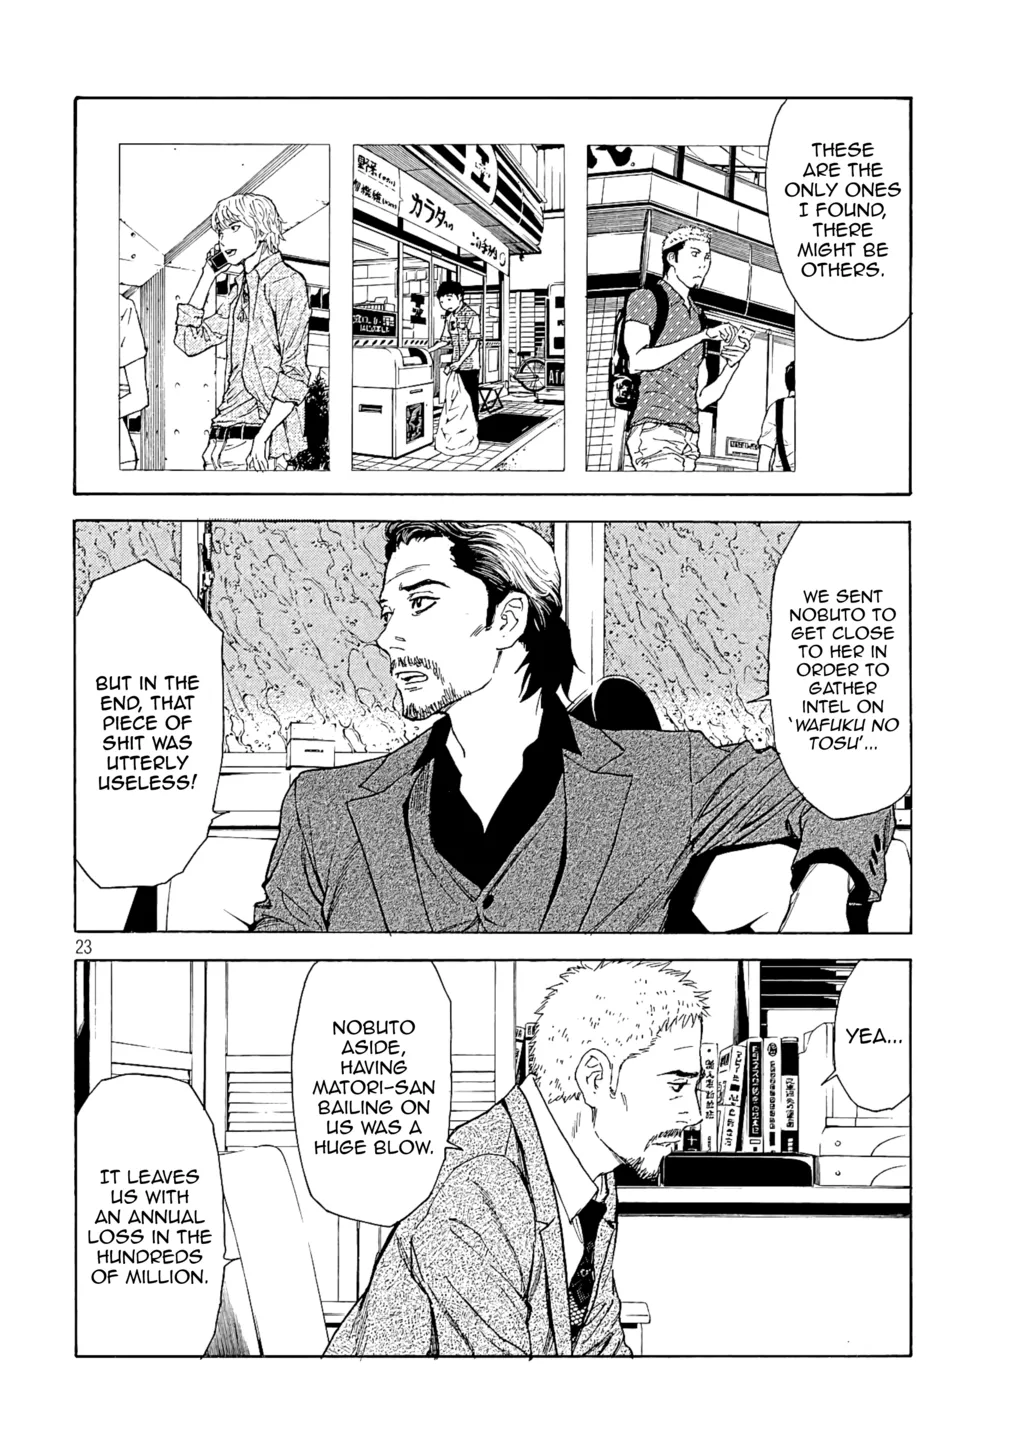 THESE
ARE THE
ONLY ONES
I FOUND,
THERE
MIGHT BE
OTHERS.
カラダ
ATM
WE SENT
NOBUTO TO
GET CLOSE
TO HER IN
ORDER TO
GATHER
INTEL ON
'WAFUKU NO
TOSU'...
BUT IN THE
END, THAT
PIECE OF
SHIT WAS
UTTERLY
USELESS!
23
YEA...
NOBUTO
ASIDE,
HAVING
MATORI-SAN
BAILING ON
US WAS A
HUGE BLOW.
IT LEAVES
US WITH
AN ANNUAL
LOSS IN THE
HUNDREDS
OF MILLION.